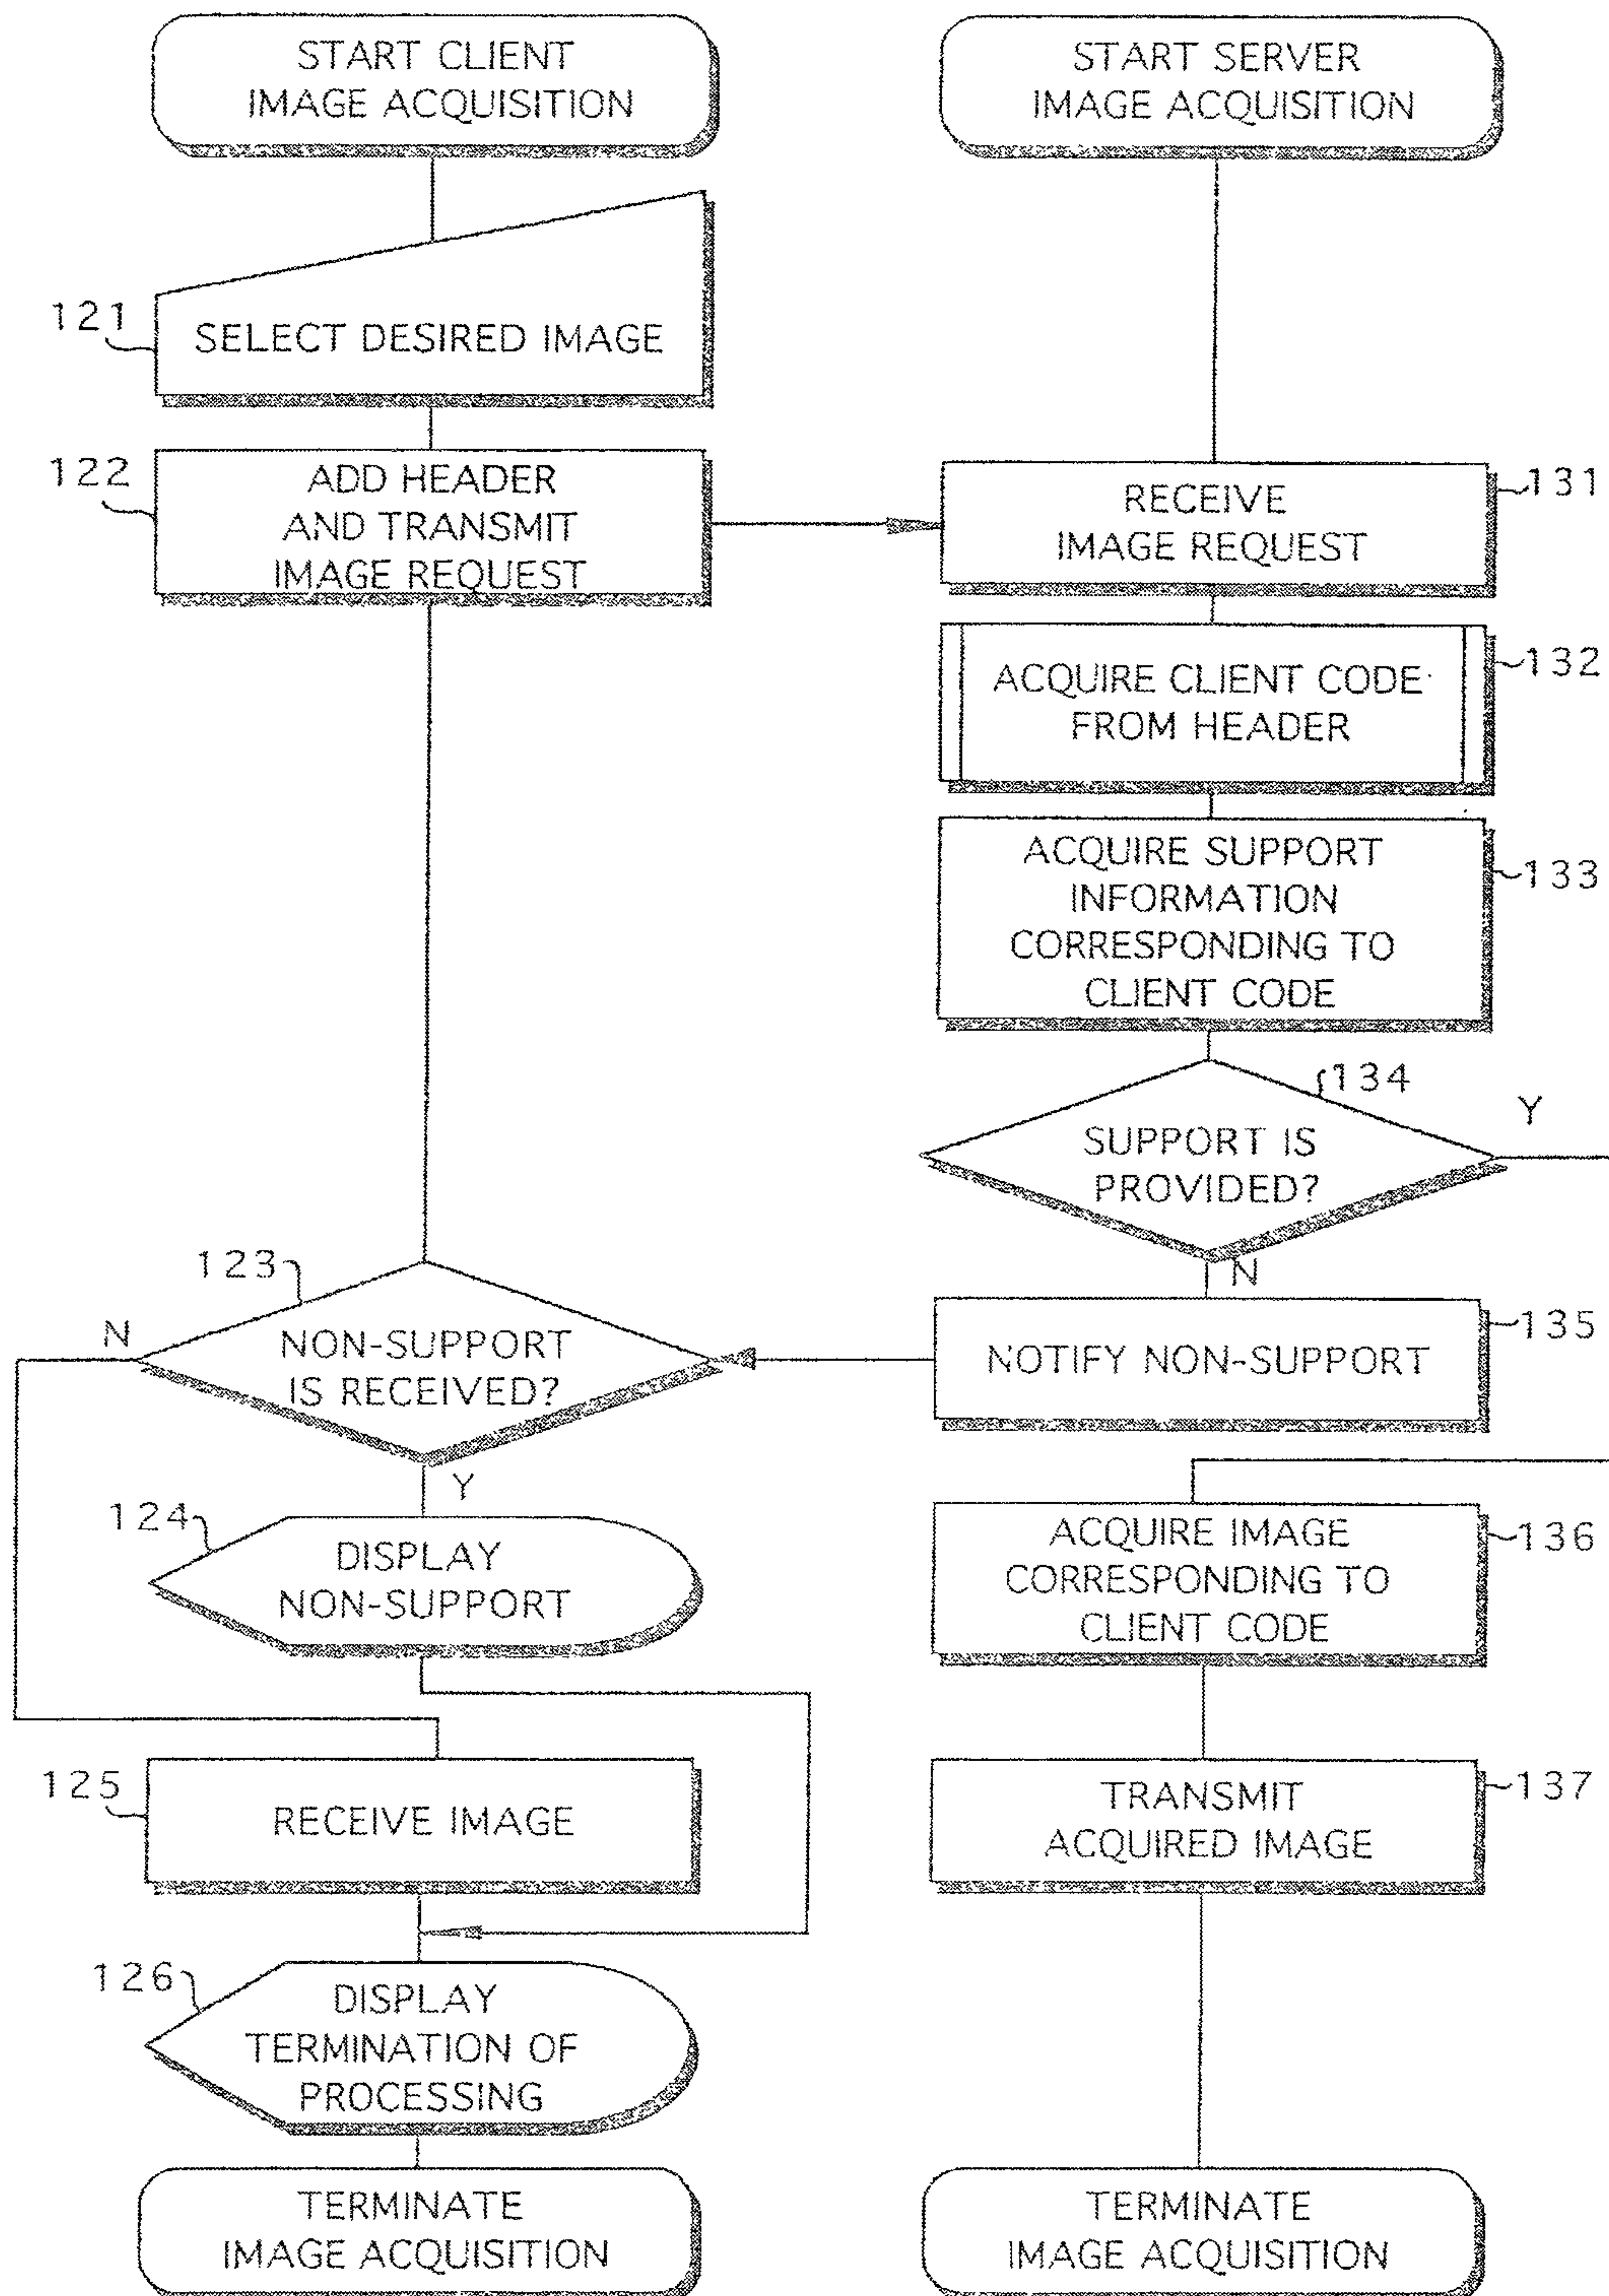 START CLIENT
IMAGE ACQUISITION
121
SELECT DESIRED IMAGE
122
ADD HEADER
AND TRANSMIT
IMAGE REQUEST
123
N
NON-SUPPORT
IS RECEIVED?
Y
124
DISPLAY
NON-SUPPORT
125
RECEIVE IMAGE
126
DISPLAY
TERMINATION OF
PROCESSING
TERMINATE
IMAGE ACQUISITION
START SERVER
IMAGE ACQUISITION
131
RECEIVE
IMAGE REQUEST
132
ACQUIRE CLIENT CODE
FROM HEADER
133
ACQUIRE SUPPORT
INFORMATION
CORRESPONDING TO
CLIENT CODE
134
Y
SUPPORT IS
PROVIDED?
N
135
NOTIFY NON-SUPPORT
136
ACQUIRE IMAGE
CORRESPONDING TO
CLIENT CODE
137
TRANSMIT
ACQUIRED IMAGE
TERMINATE
IMAGE ACQUISITION